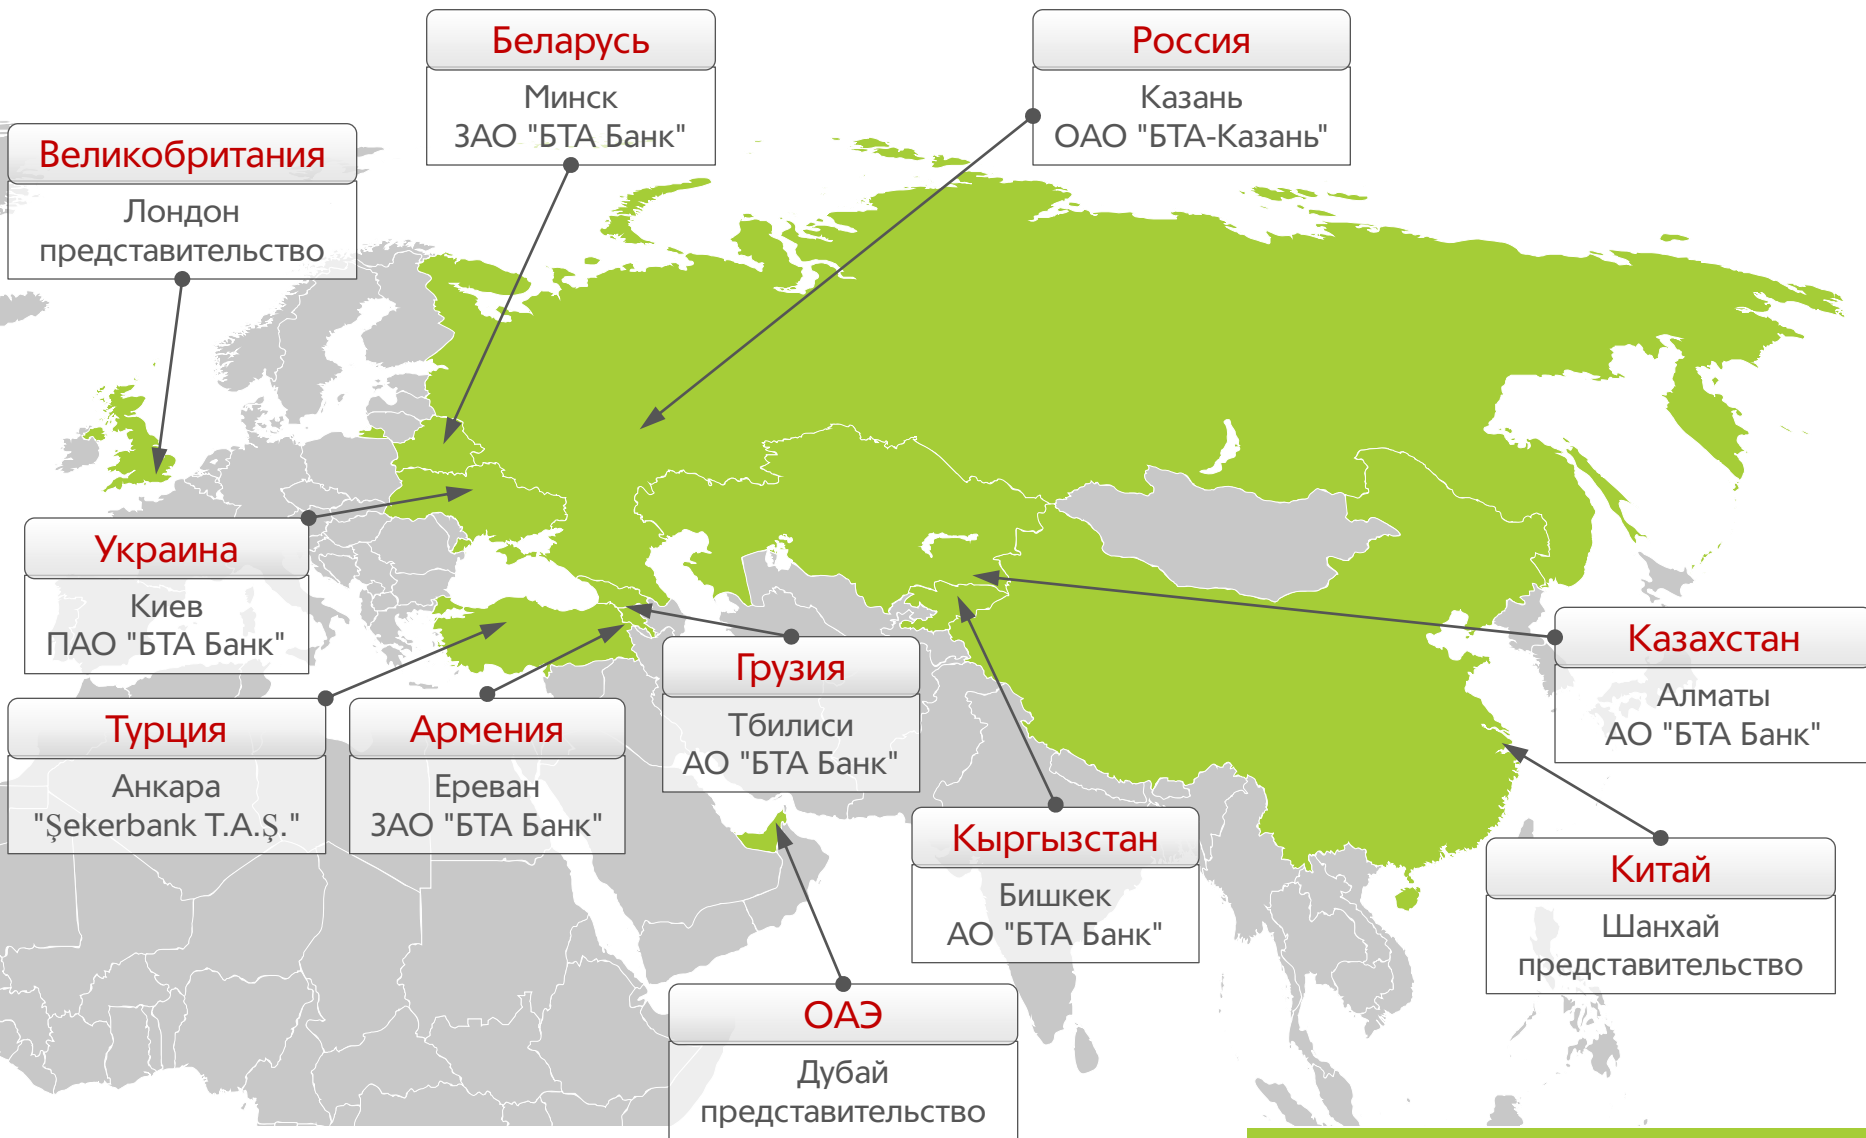 Беларусь
Минск
ЗАО "БТА Банк"
Россия
Казань
ОАО "БТА-Казань"
Великобритания
Лондон
представительство
Украина
Киев
ПАО "БТА Банк"
Турция
Анкара
"Şekerbank T.A.Ş."
Армения
Ереван
ЗАО "БТА Банк"
Грузия
Тбилиси
АО "БТА Банк"
Казахстан
Алматы
АО "БТА Банк"
Кыргызстан
Бишкек
АО "БТА Банк"
Китай
Шанхай
представительство
ОАЭ
Дубай
представительство